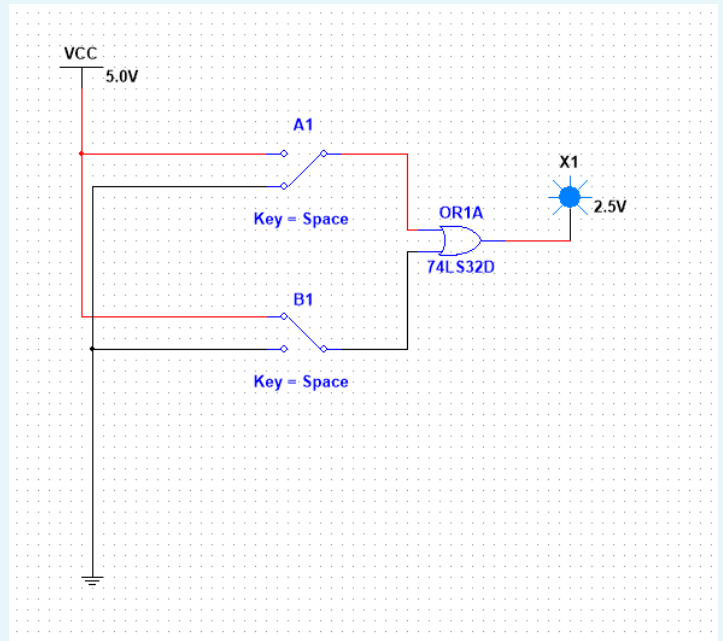 VCC
5.0V
A1
Key = Space
X1
2.5V
OR1A
74LS32D
B1
Key = Space